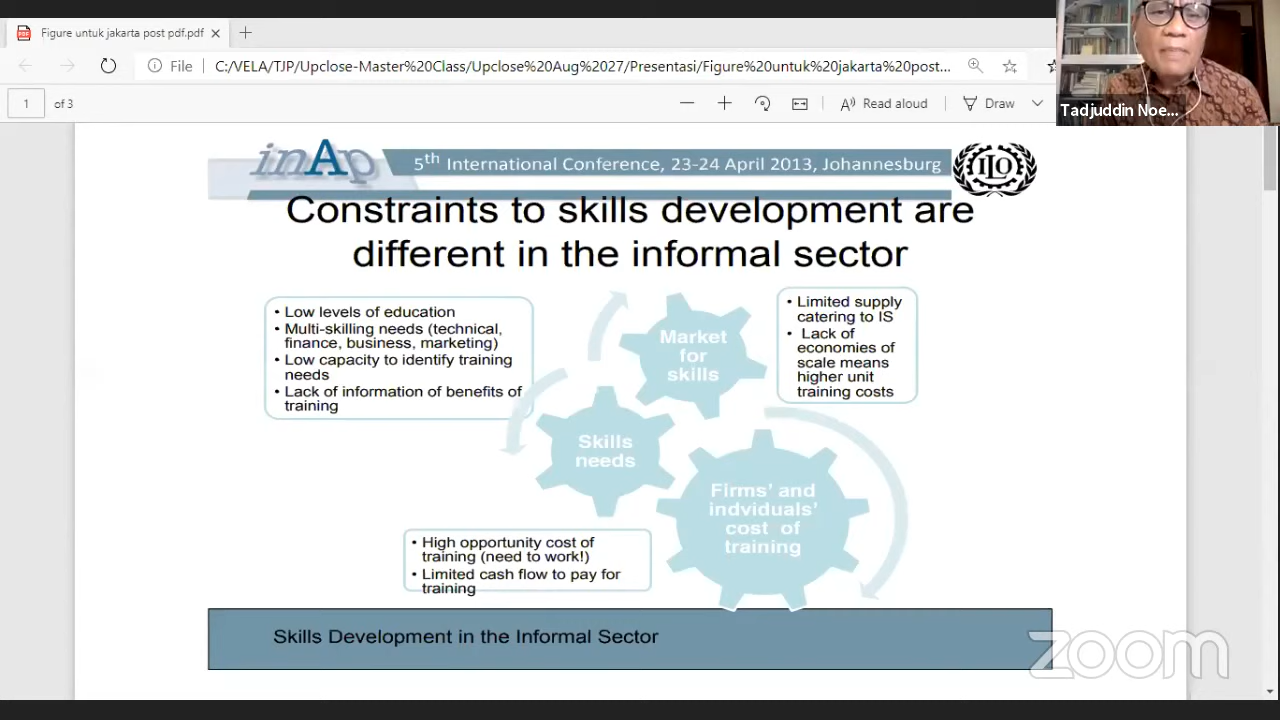 Figure untuk jakarta post pdf.pdf
File
C:/VELA/TJP/Upclose-Master%20Class/Upclose%20Aug%2027/Presentasi/Figure%20untuk%20jakarta%20post...
1
of 3
Read aloud
Draw
Tadjuddin Noe...
inAp
5th International Conference, 23-24 April 2013, Johannesburg
ILO
Constraints to skills development are
different in the informal sector
• Low levels of education
• Multi-skilling needs (technical,
finance, business, marketing)
• Low capacity to identify training
needs
• Lack of information of benefits of
training
Market
for
skills
• Limited supply
catering to IS
• Lack of
economies of
scale means
higher unit
training costs
Skills
needs
Firms' and
indviduals'
cost of
training
• High opportunity cost of
training (need to work!)
• Limited cash flow to pay for
training
Skills Development in the Informal Sector
zoom